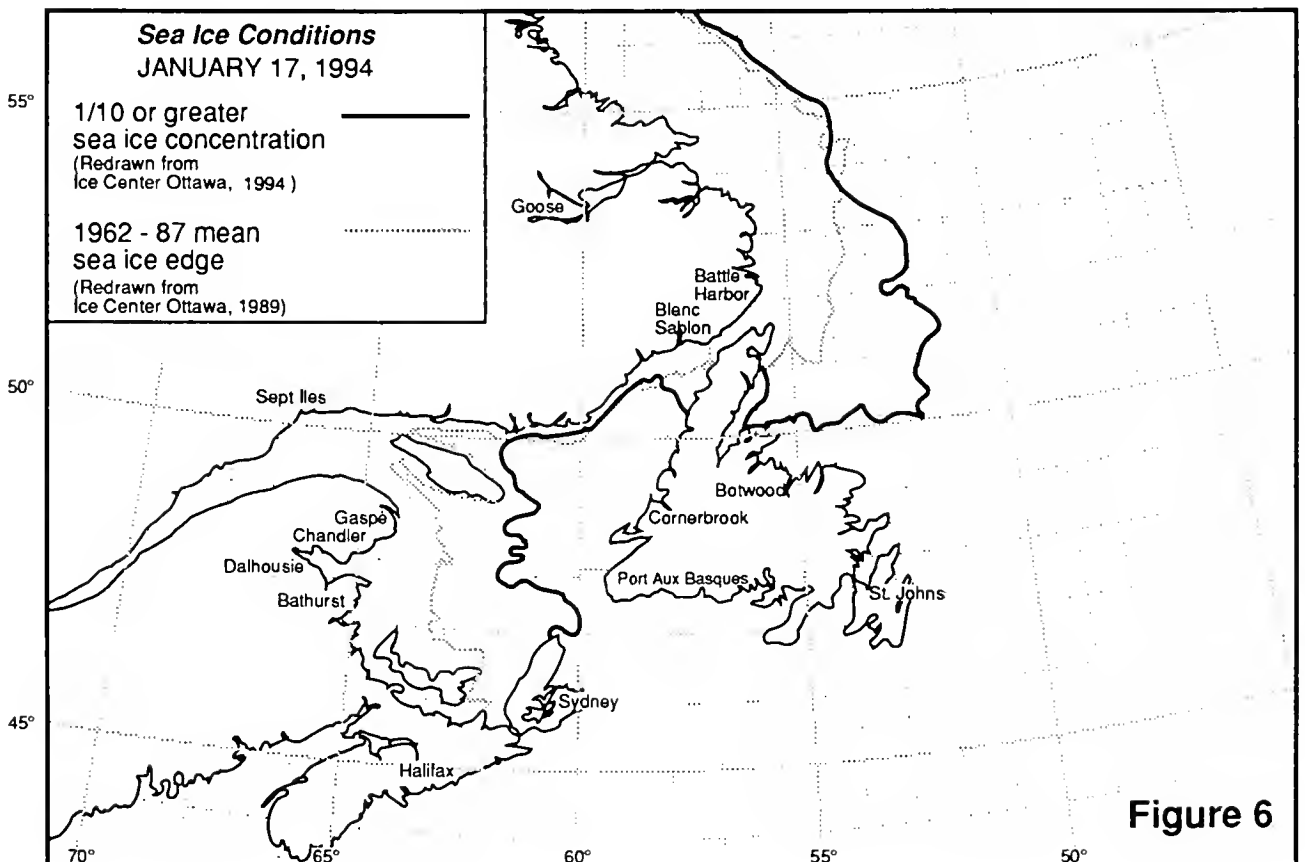 Sea Ice Conditions
JANUARY 17, 1994
1/10 or greater
sea ice concentration
(Redrawn from
Ice Center Ottawa, 1994 )
1962 - 87 mean
sea ice edge
(Redrawn from
Ice Center Ottawa, 1989)
55°
50°
45°
Goose
Battle
Harbor
Blenc
Sablon
Sept Iles
Botwood
Cornerbrook
Gaspe
Chandler
Dalhousie
Bathurst
Port Aux Basques
St. Johns
Sydney
Halifax
Figure 6
70°
65°
60°
55°
50°